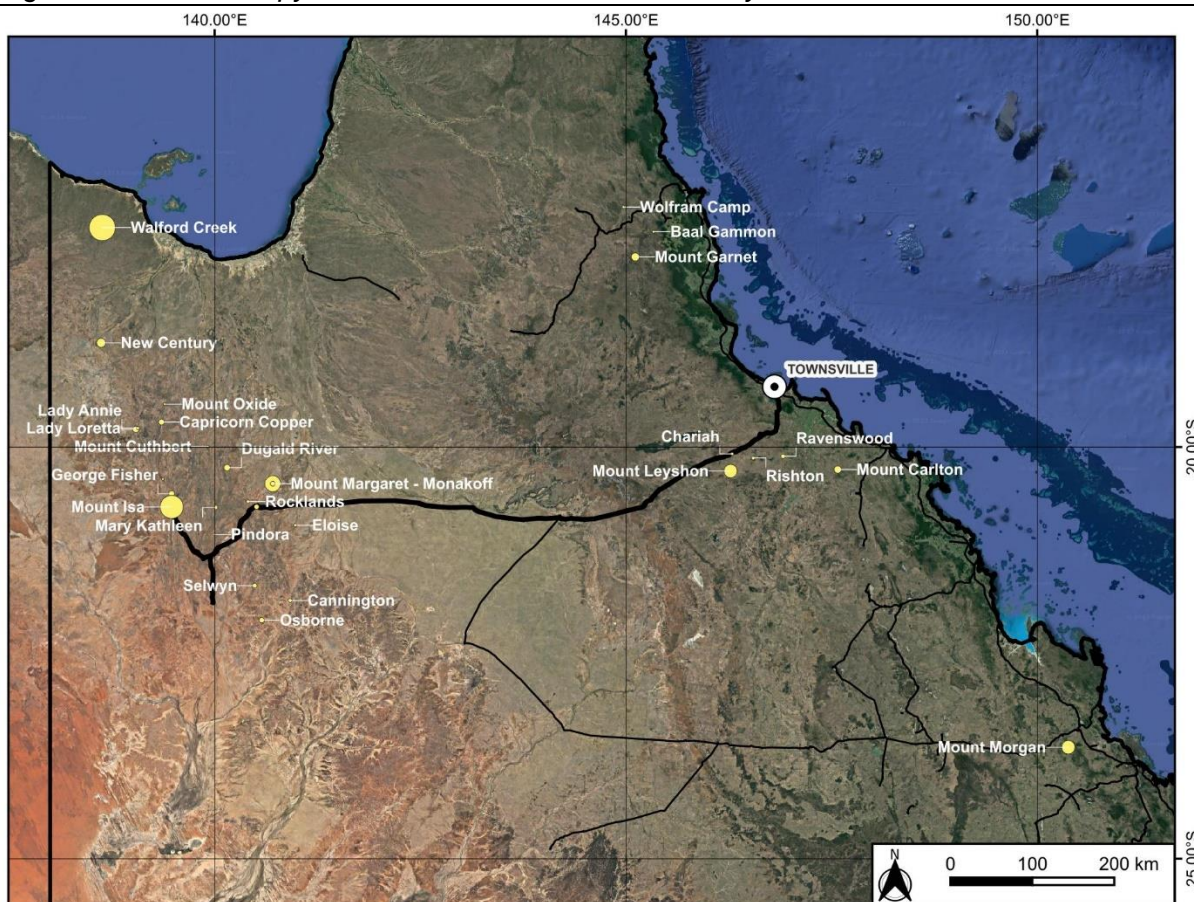 140.00°E
145.00°E
150.00°E
Walford Creek
Wolfram Camp
Baal Gammon
Mount Garnet
New Century
TOWNSVILLE
Mount Oxide
Lady Annie
Capricorn Copper
Lady Loretta
Mount Cuthbert
Dugald River
Chariah
Ravenswood
20.00°S
George Fisher
Mount Leyshon
Rishton
Mount Carlton
Mount Margaret - Monakoff
Mount Isa
Rocklands
Mary Kathleen
Eloise
Pindora
Selwyn
Cannington
Osborne
Mount Morgan
N
0 100 200 km
25.00°S